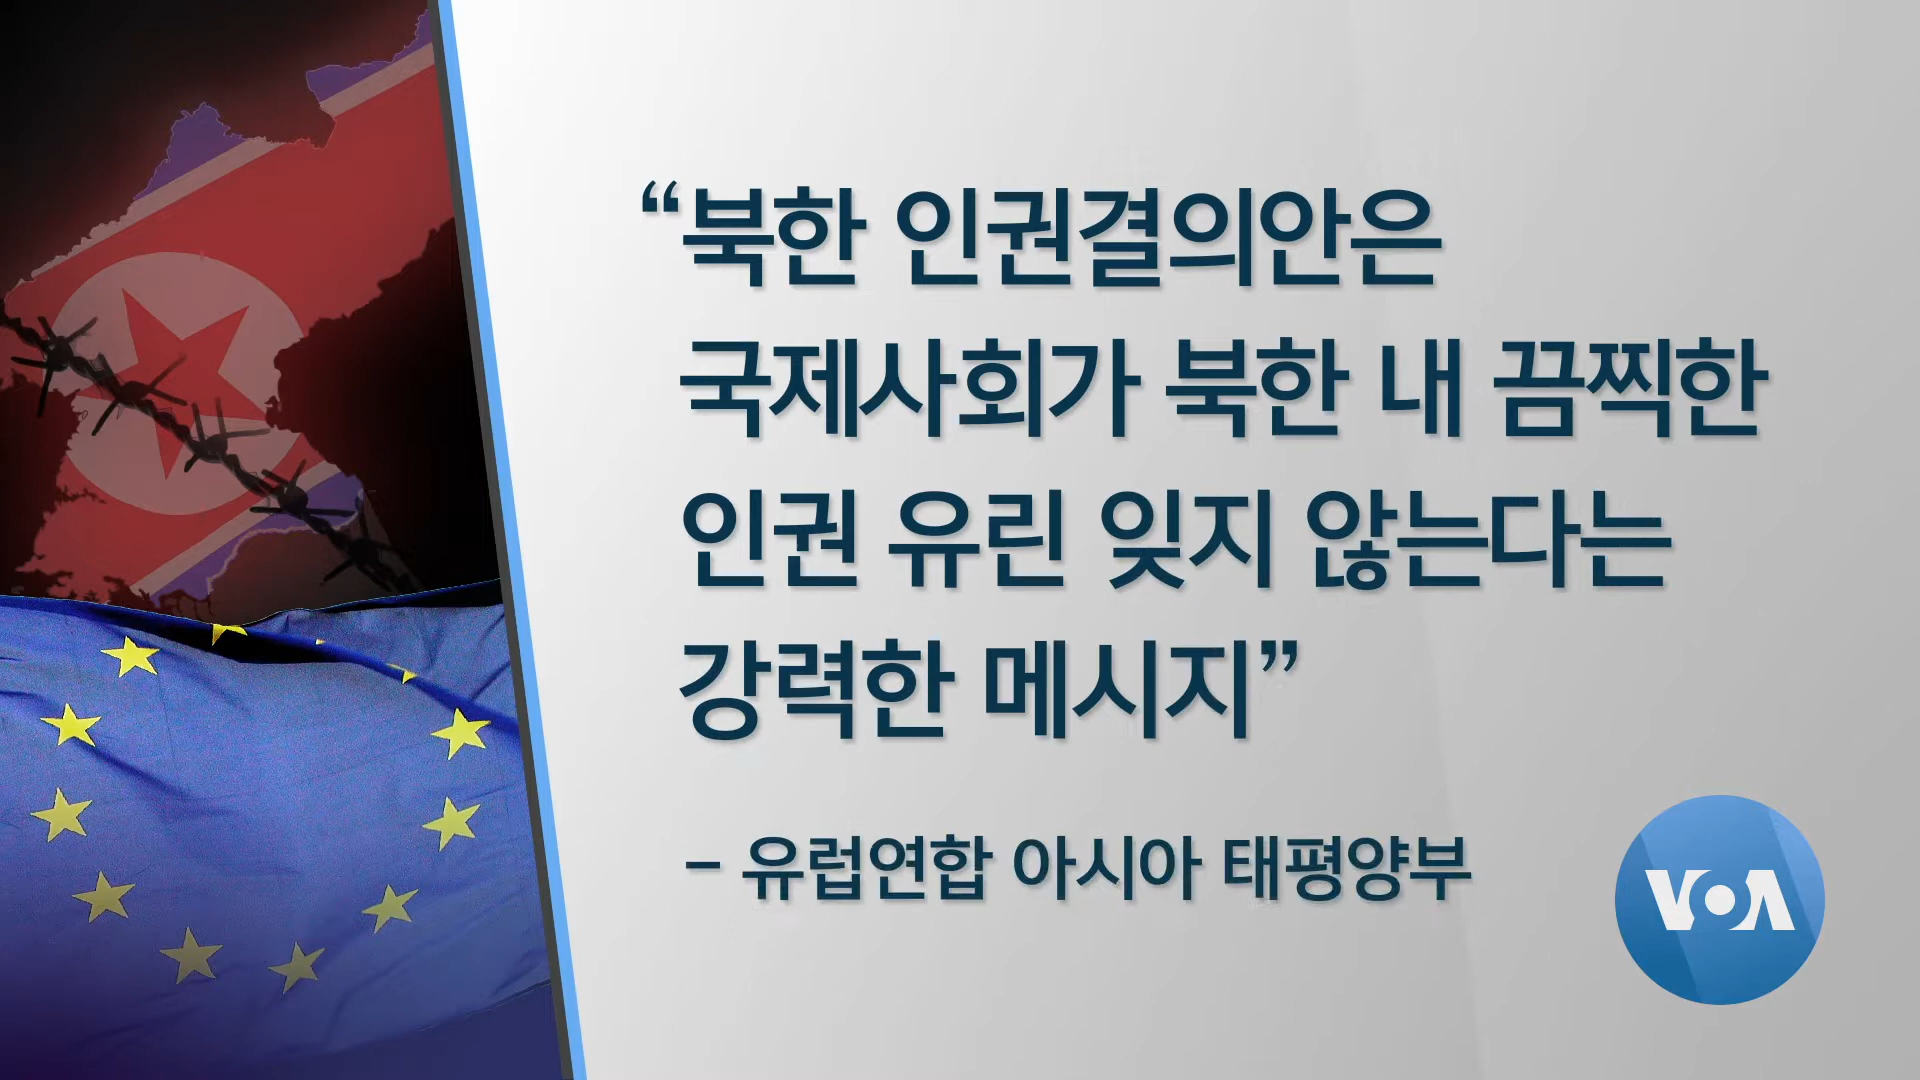 “북한 인권결의안은
국제사회가 북한 내 끔찍한
인권 유린 잊지 않는다는
강력한 메시지”
– 유럽연합 아시아 태평양부
VOA